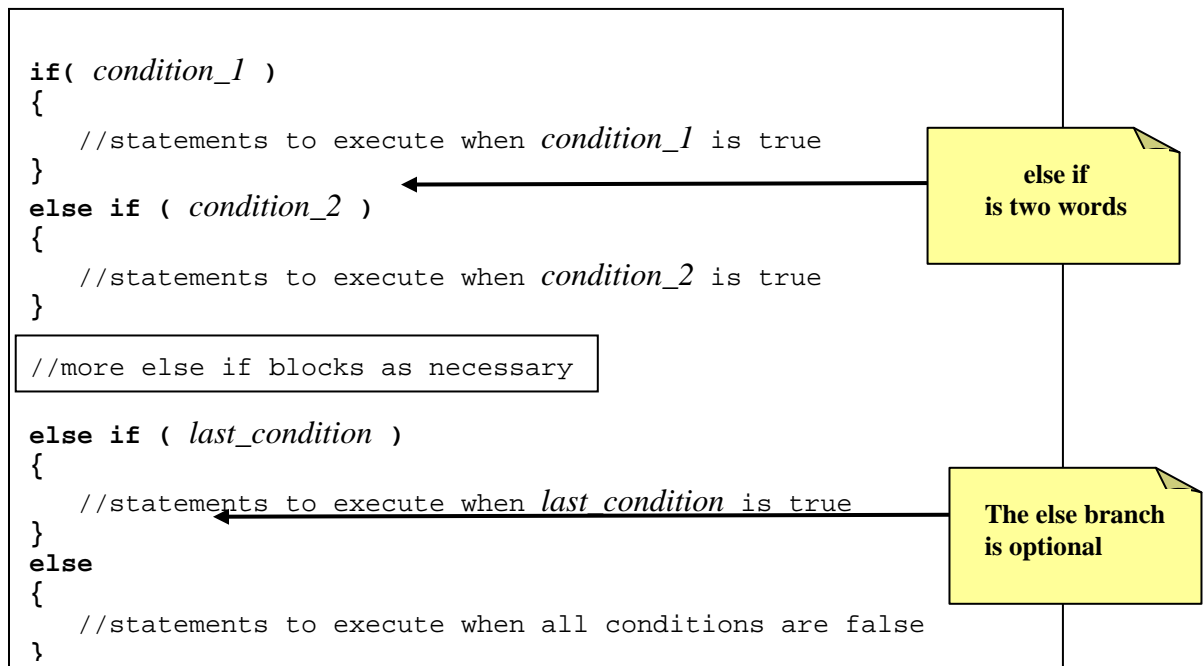 if( condition_1 )
{
//statements to execute when condition_1 is true
}
else if ( condition_2 )
{
//statements to execute when condition_2 is true
}
else if
is two words
//more else if blocks as necessary
else if ( last_condition )
{
//statements to execute when last_condition is true
}
else
{
//statements to execute when all conditions are false
}
The else branch
is optional